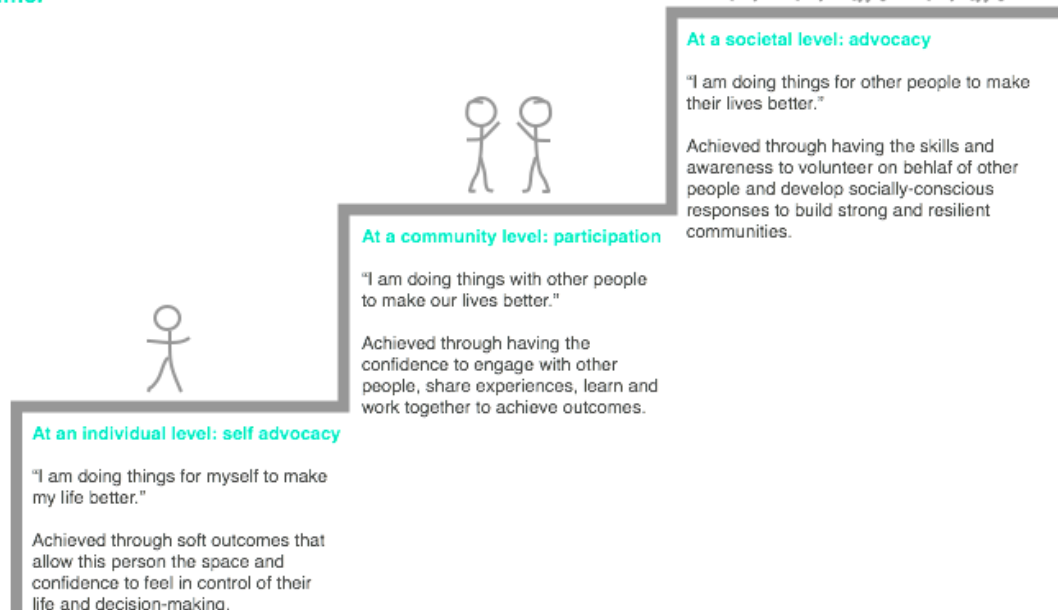 At a societal level: advocacy
“I am doing things for other people to make
their lives better.”
Achieved through having the skills and
awareness to volunteer on behlaf of other
people and develop socially-conscious
responses to build strong and resilient
communities.
At a community level: participation
“I am doing things with other people
to make our lives better.”
Achieved through having the
confidence to engage with other
people, share experiences, learn and
work together to achieve outcomes.
At an individual level: self advocacy
“I am doing things for myself to make
my life better.”
Achieved through soft outcomes that
allow this person the space and
confidence to feel in control of their
life and decision-making.